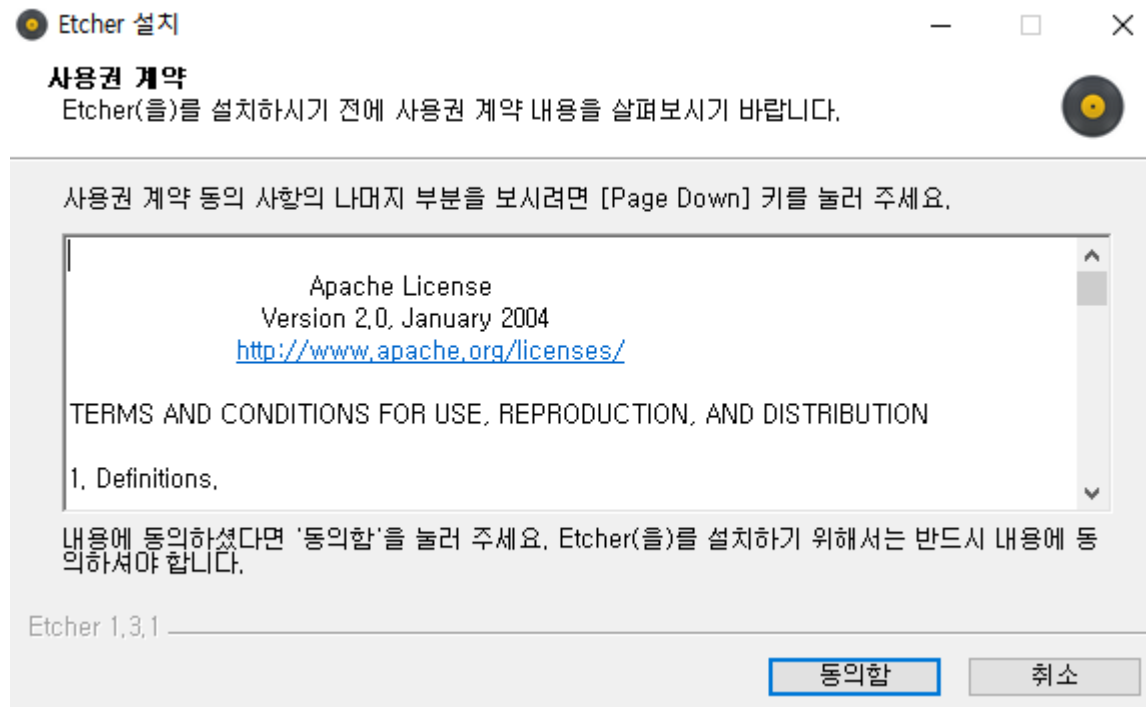 Etcher 설치
사용권 계약
Etcher(을)를 설치하시기 전에 사용권 계약 내용을 살펴보시기 바랍니다.
사용권 계약 동의 사항의 나머지 부분을 보시려면 [Page Down] 키를 눌러 주세요.
Apache License
Version 2.0, January 2004
http://www.apache.org/licenses/
TERMS AND CONDITIONS FOR USE, REPRODUCTION, AND DISTRIBUTION
1. Definitions.
내용에 동의하셨다면 '동의함'을 눌러 주세요. Etcher(을)를 설치하기 위해서는 반드시 내용에 동
의하셔야 합니다.
Etcher 1.3.1
동의함 취소